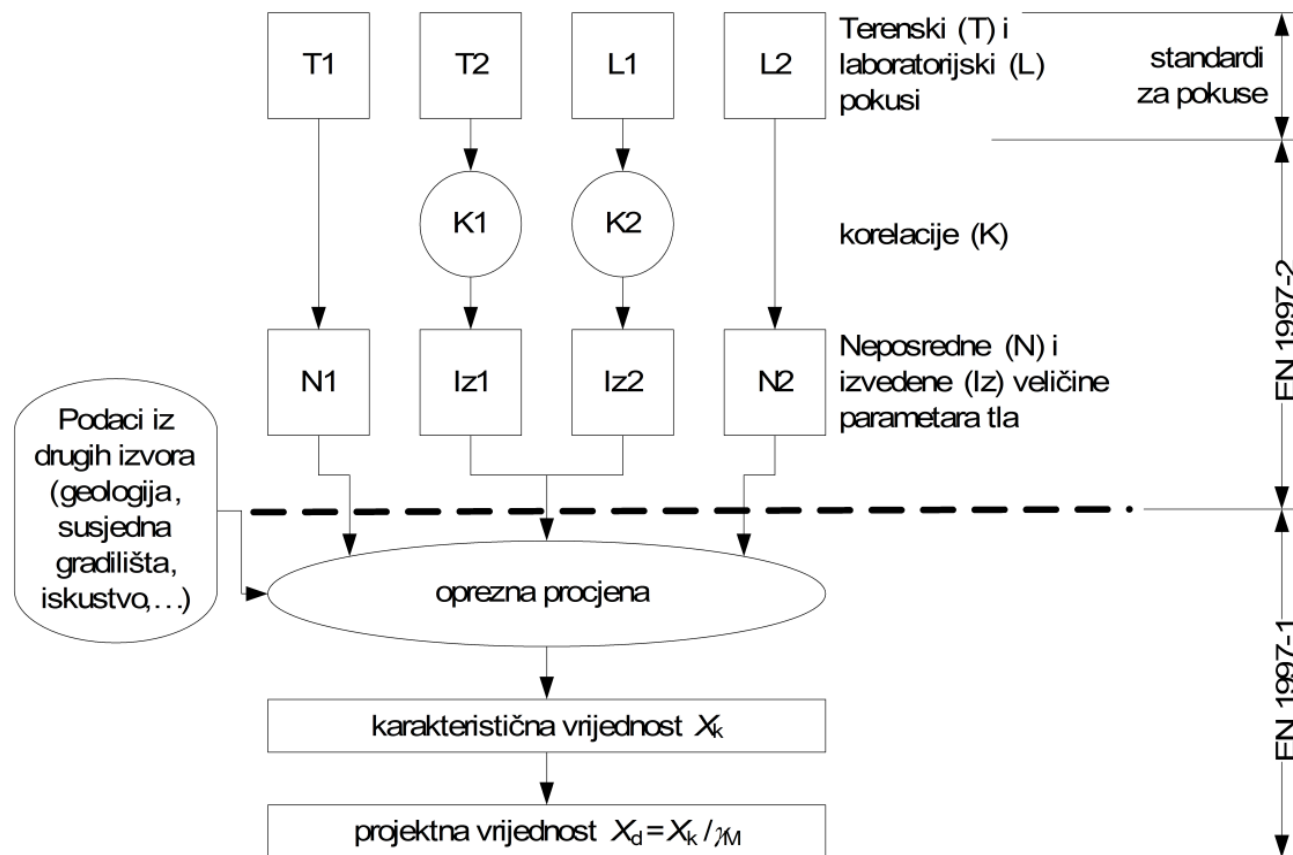 T1
T2
L1
L2
Terenski (T) i
laboratorijski (L)
pokusi
standardi
za pokuse
K1
K2
korelacije (K)
EN 1997-2
N1
Iz1
Iz2
N2
Neposredne (N) i
izvedene (Iz) veličine
parametara tla
Podaci iz
drugih izvora
(geologija,
susjedna
gradilišta,
iskustvo,...)
oprezna procjena
EN 1997-1
karakteristična vrijednost Xk
projektna vrijednost Xd = Xk / γM